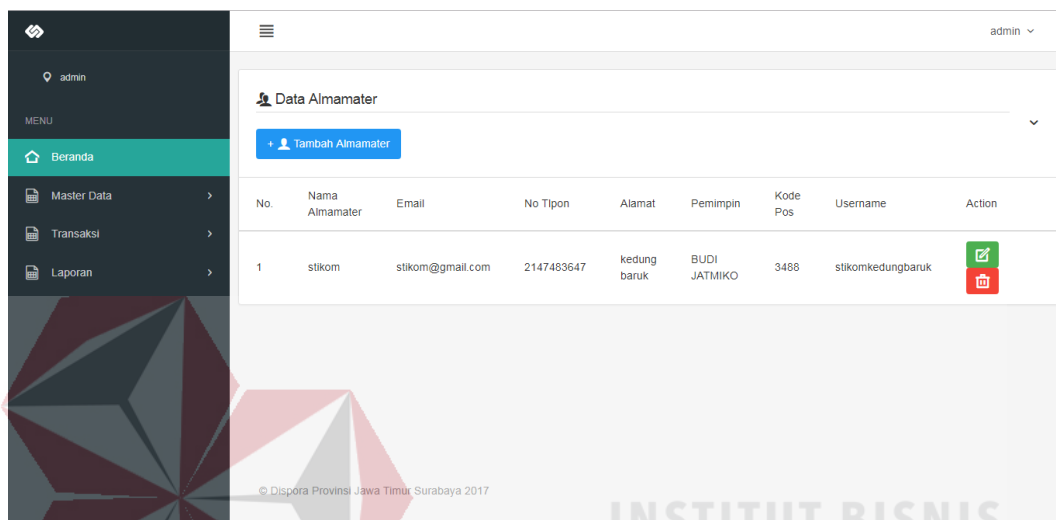 admin
admin
MENU
Beranda
Master Data
Transaksi
Laporan
Data Almamater
+ Tambah Almamater
No. Nama Almamater Email No Tlpon Alamat Pemimpin Kode Pos Username Action
1 stikom stikom@gmail.com 2147483647 kedung baruk BUDI JATMIKO 3488 stikomkedungbaruk
© Dispora Provinsi Jawa Timur Surabaya 2017
INSTITUT BISNIS